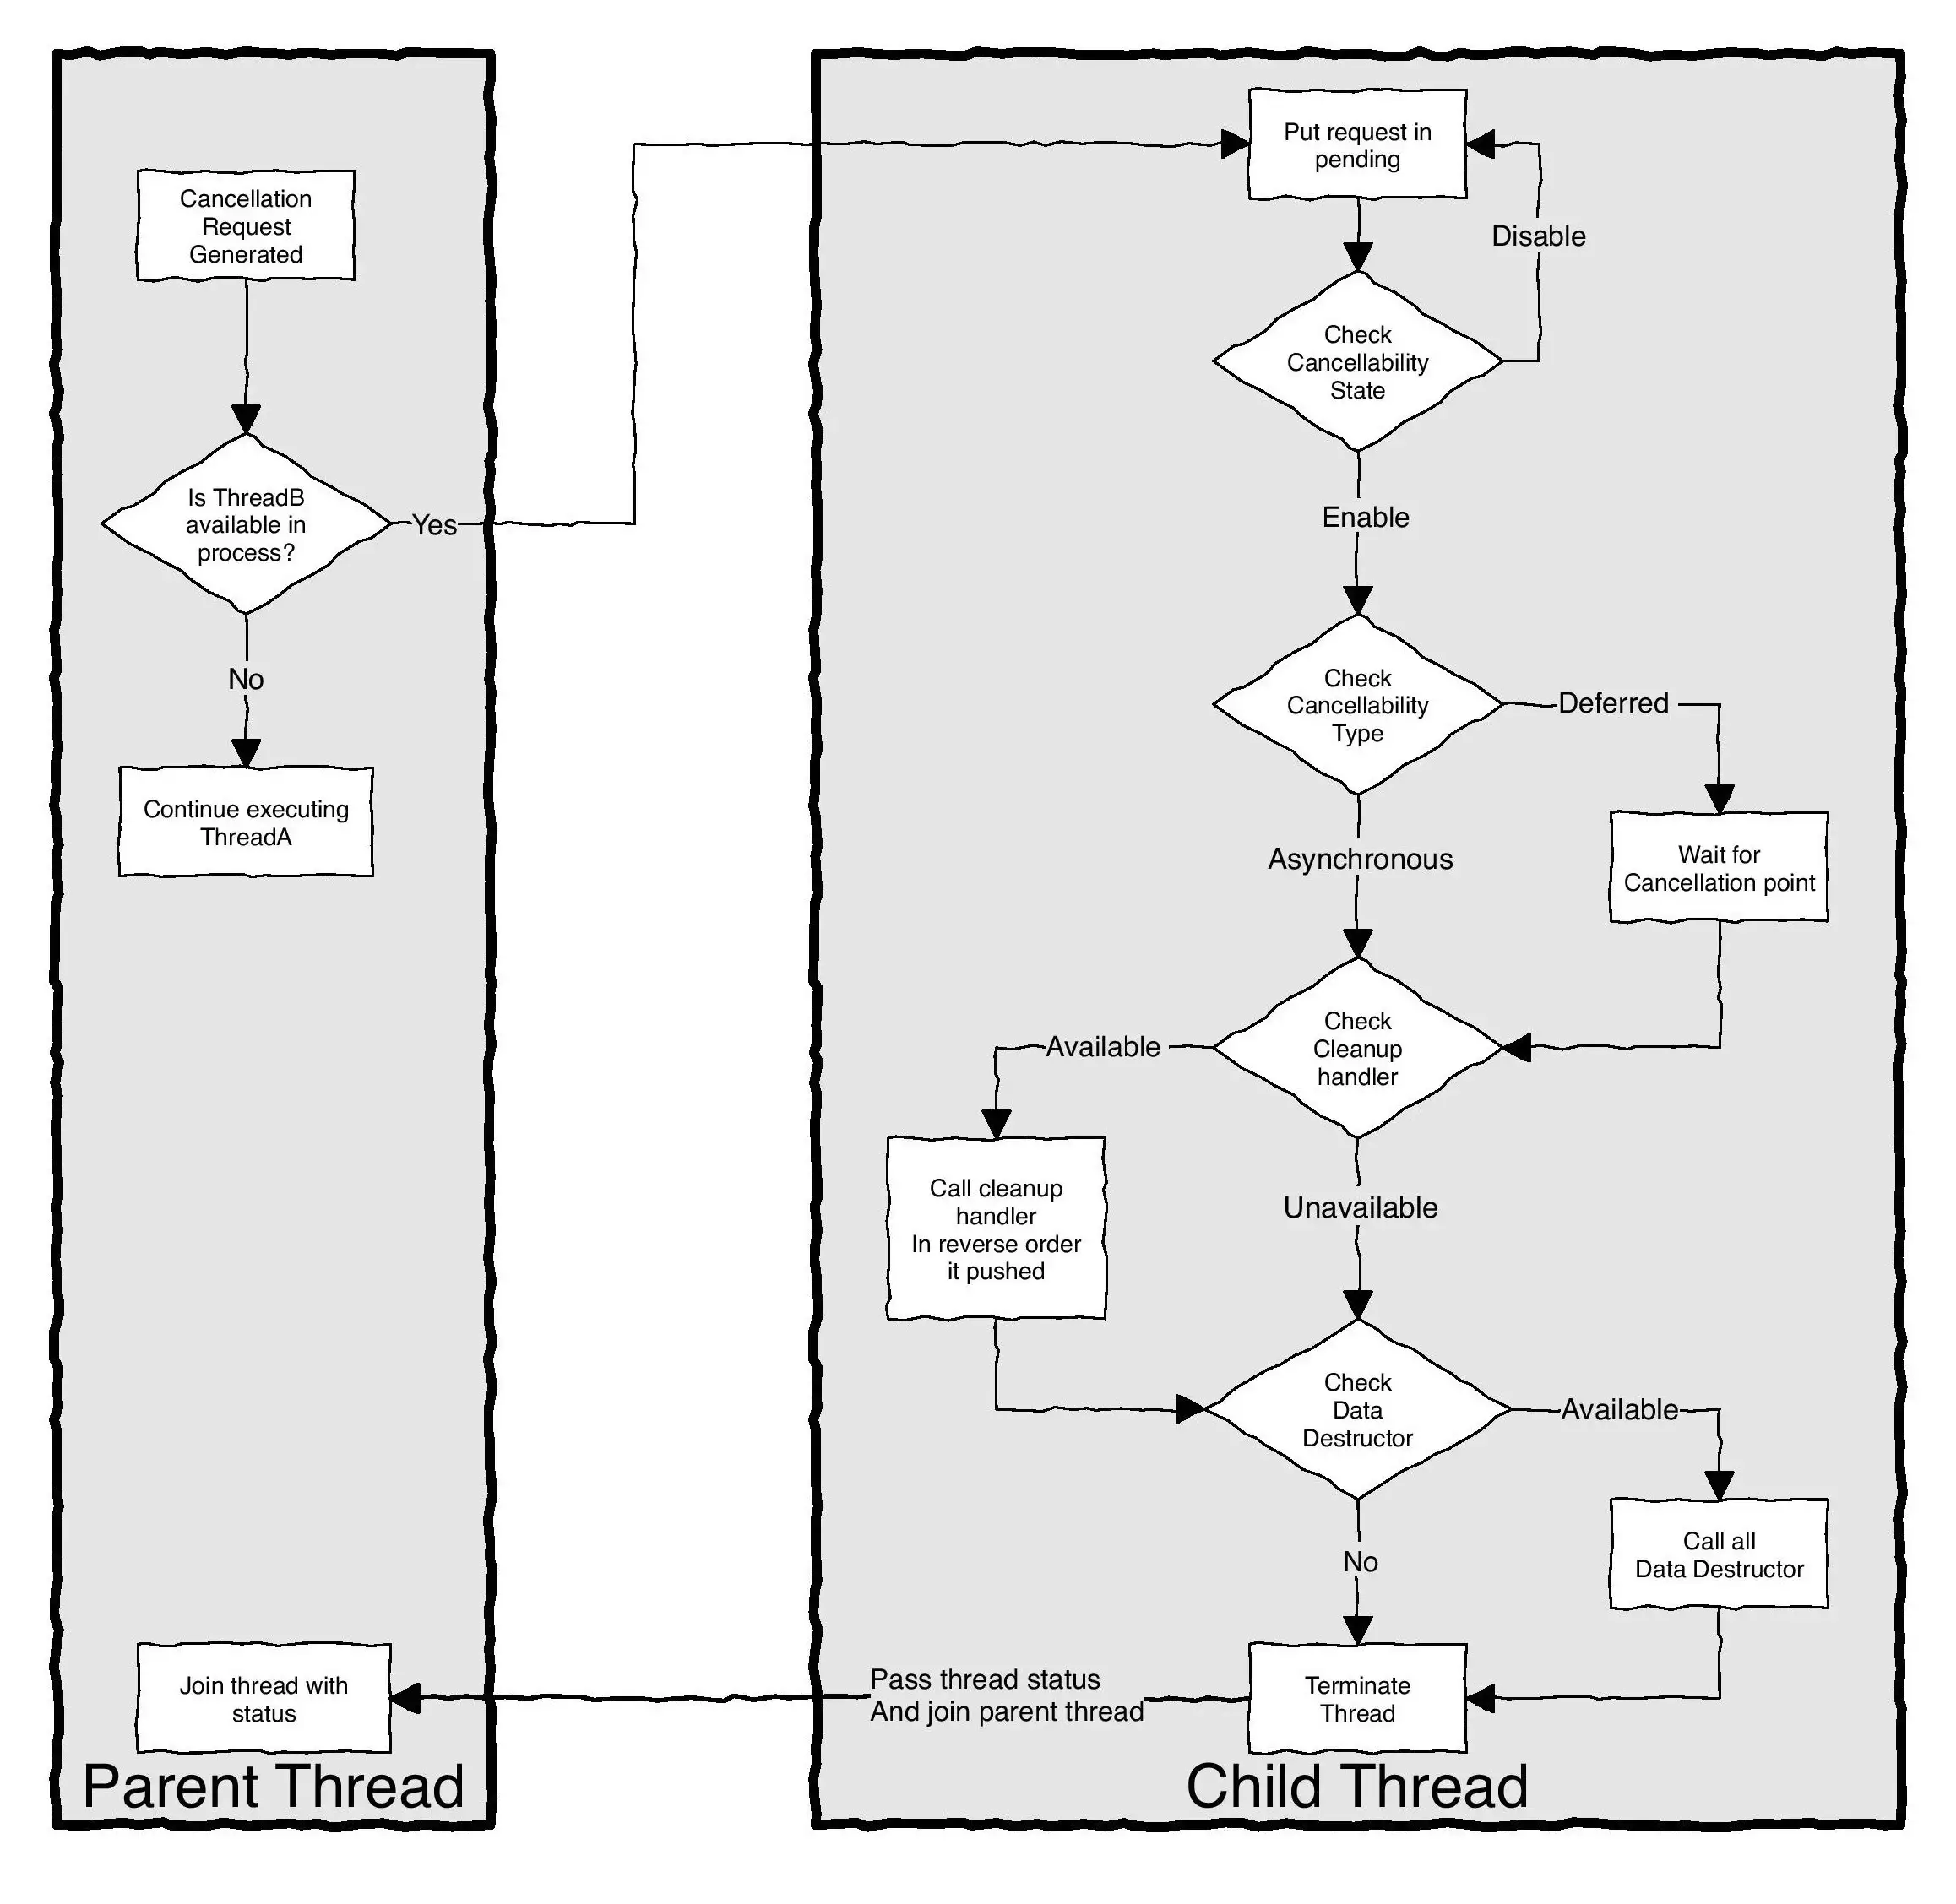 Cancellation
Request
Generated
Is ThreadB
available in
process?
Yes
No
Continue executing
ThreadA
Join thread with
status
Parent Thread
Put request in
pending
Disable
Check
Cancellability
State
Enable
Check
Cancellability
Type
Deferred
Wait for
Cancellation point
Asynchronous
Check
Cleanup
handler
Available
Call cleanup
handler
In reverse order
it pushed
Unavailable
Check
Data
Destructor
Available
Call all
Data Destructor
No
Terminate
Thread
Pass thread status
And join parent thread
Child Thread